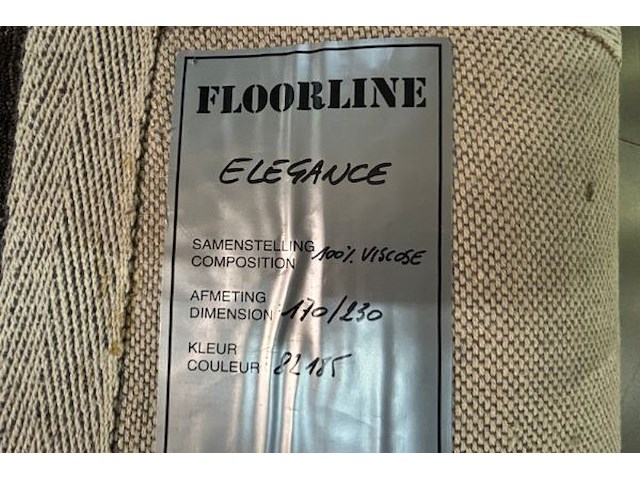 FLOORLINE
ELEGANCE
SAMENSTELLING
COMPOSITION : 100% VISCOSE
AFMETING
DIMENSION : 170/230
KLEUR
COULEUR : 82185